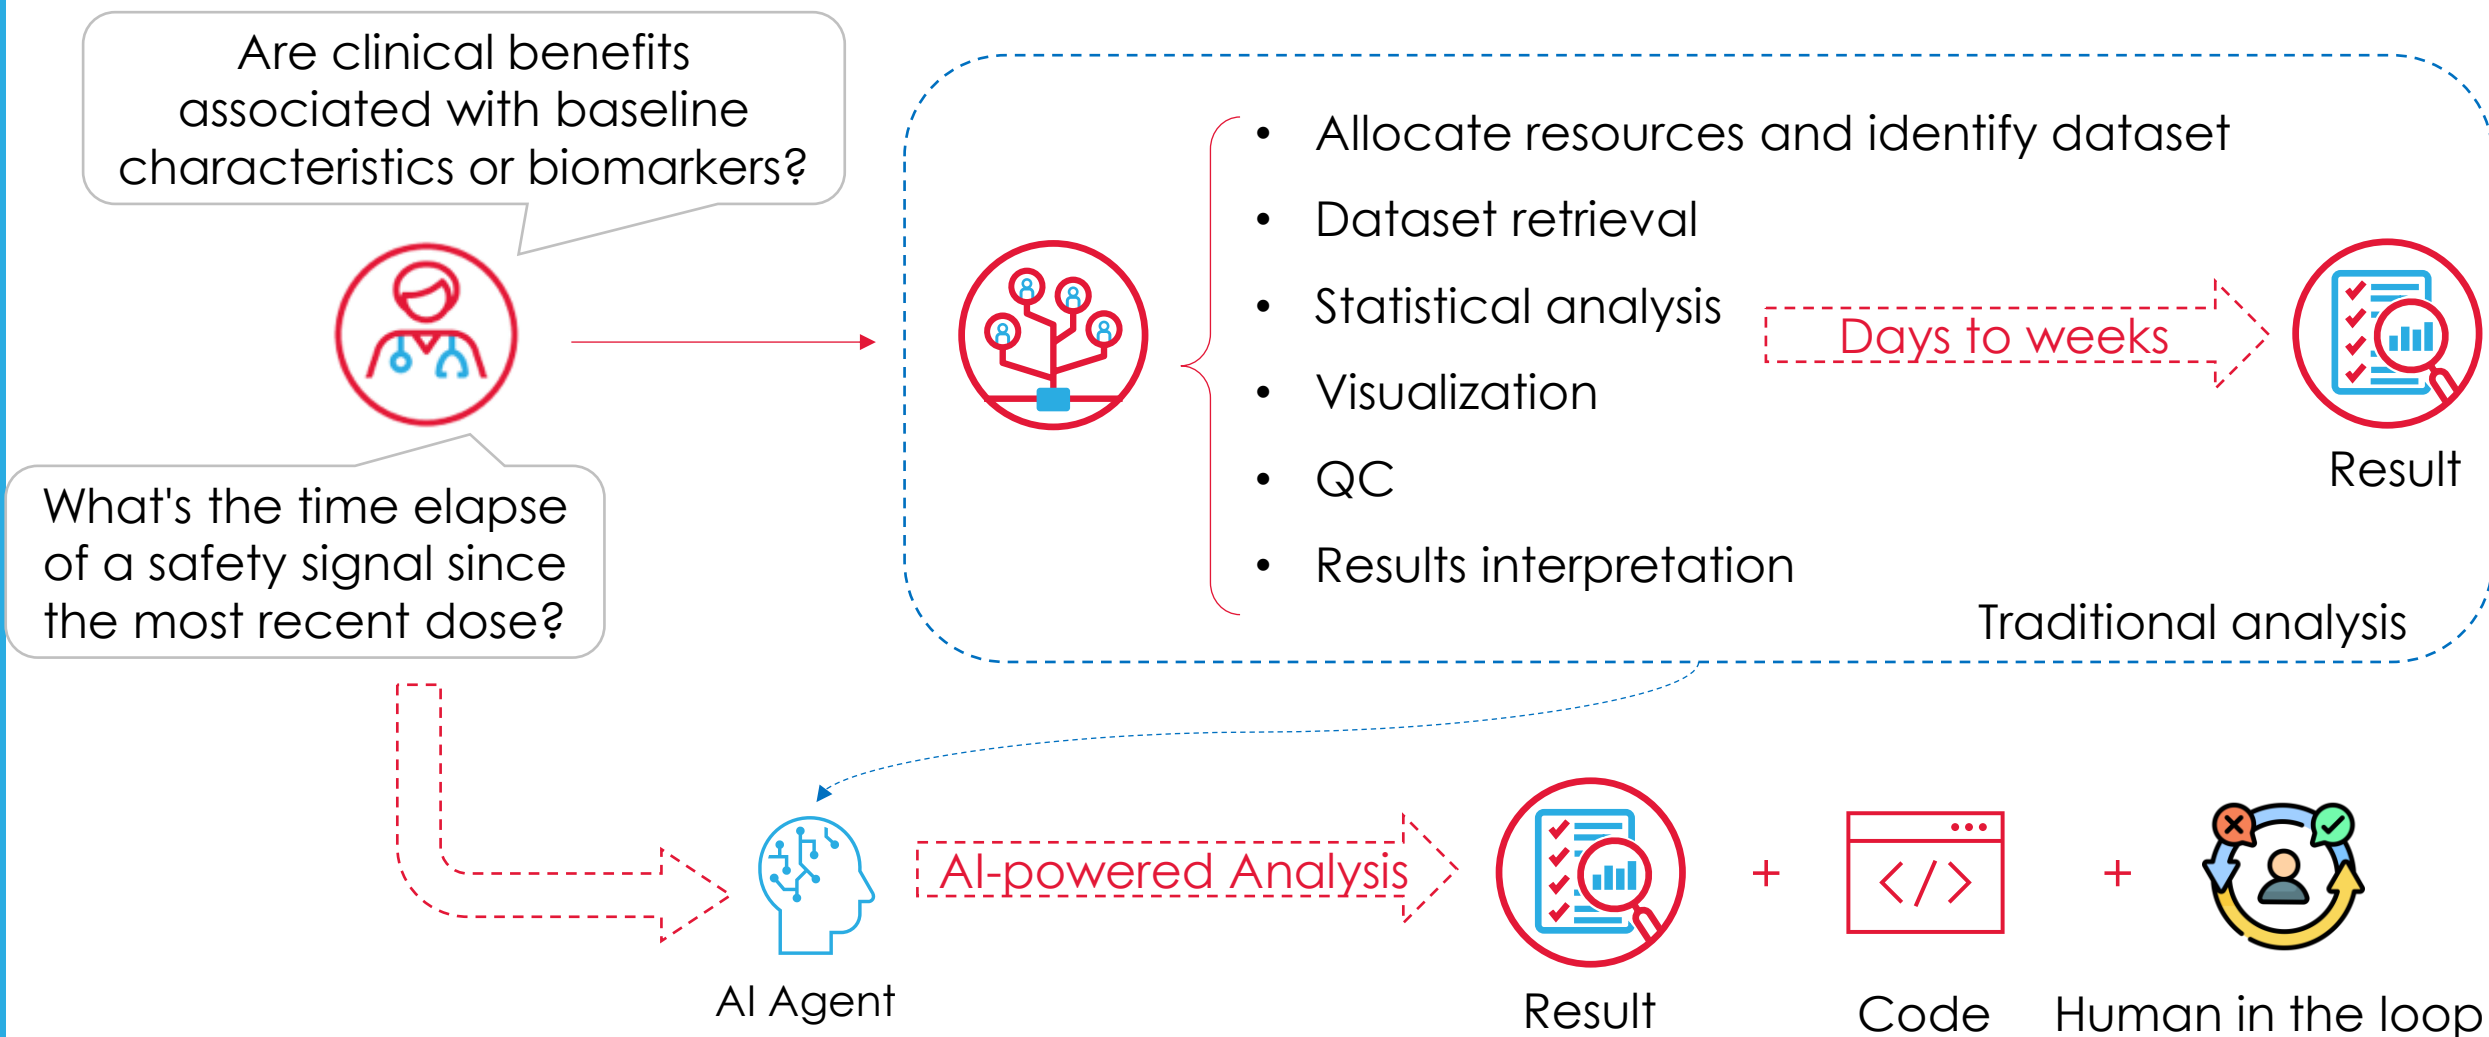 Are clinical benefits
associated with baseline
characteristics or biomarkers?
What's the time elapse
of a safety signal since
the most recent dose?
• Allocate resources and identify dataset
• Dataset retrieval
• Statistical analysis
• Visualization
• QC
• Results interpretation
Days to weeks
Result
Traditional analysis
AI Agent
AI-powered Analysis
Result
+
</>
Code
+
Human in the loop